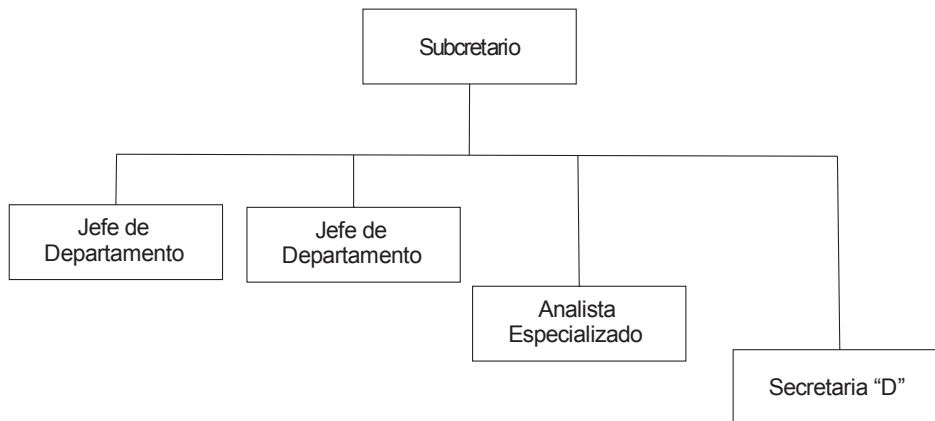 Subcretario
Jefe de
Departamento
Jefe de
Departamento
Analista
Especializado
Secretaria “D”